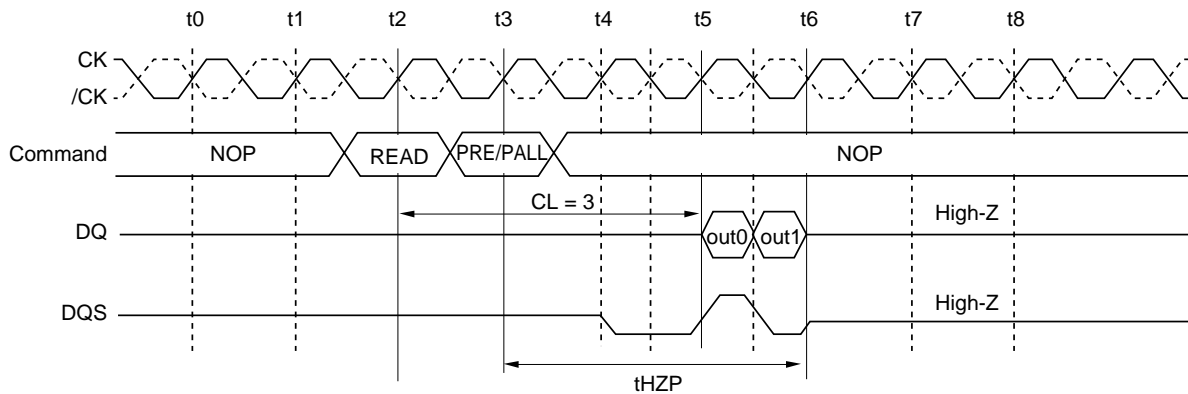 t0 t1 t2 t3 t4 t5 t6 t7 t8
CK
/CK
Command NOP READ PRE/PALL NOP
CL = 3
High-Z
DQ out0 out1
High-Z
DQS
tHZP